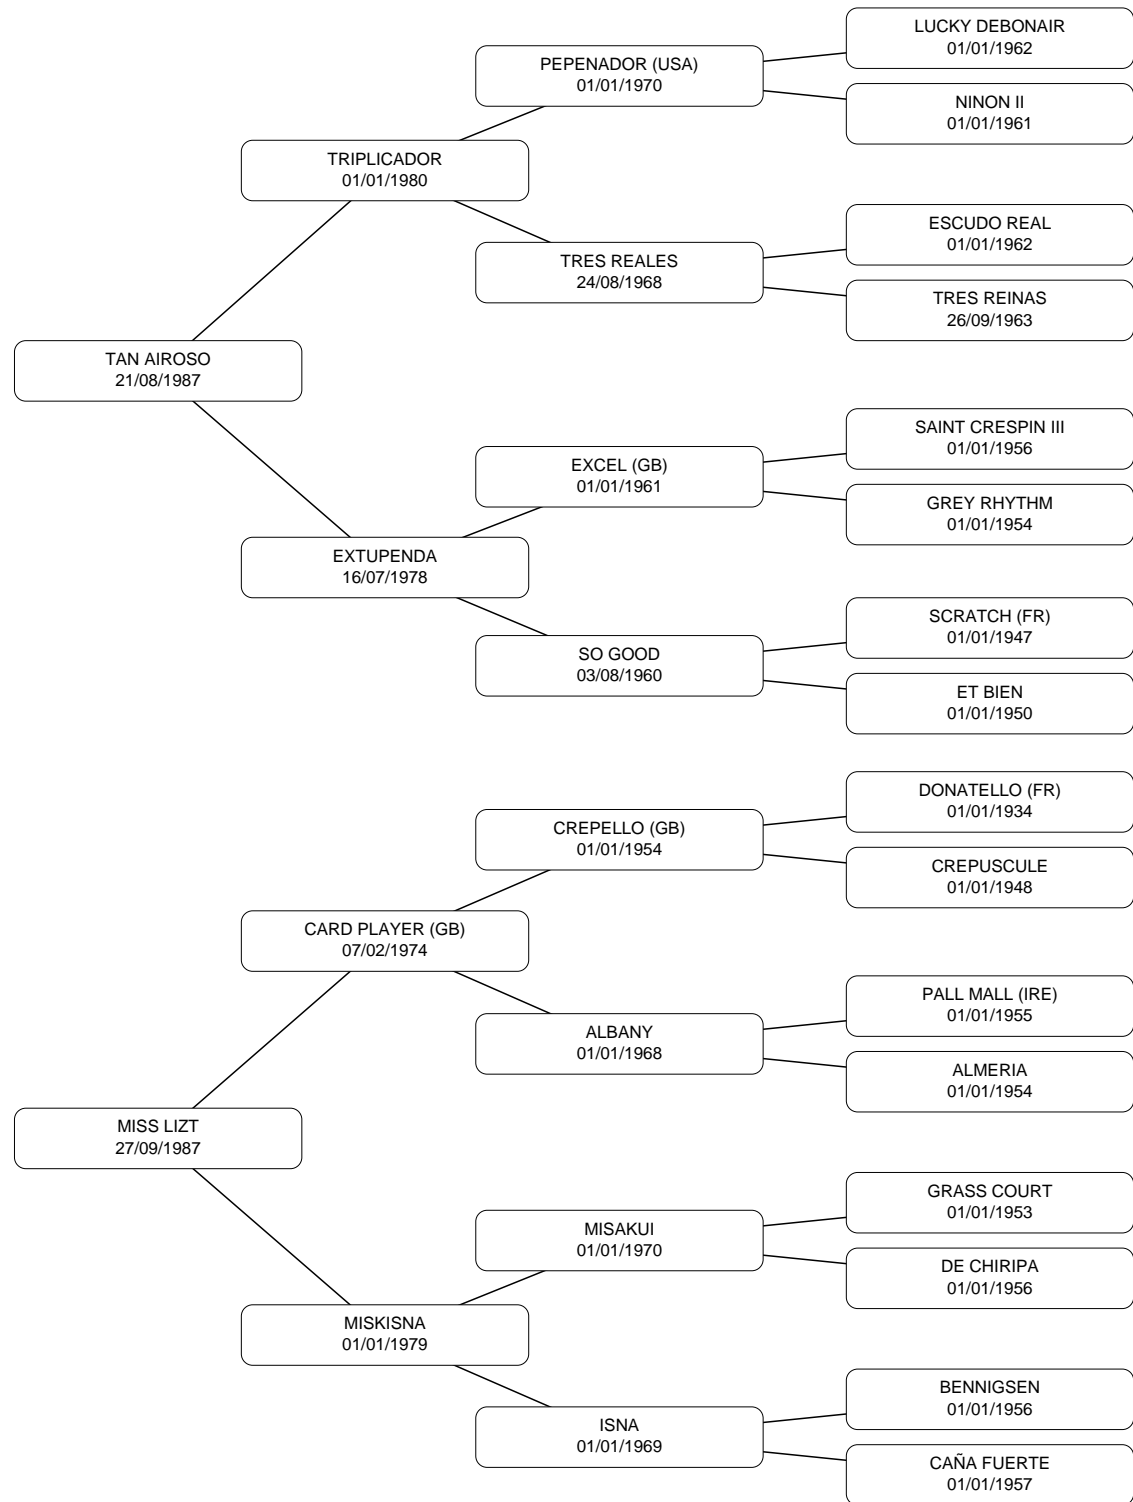 LUCKY DEBONAIR
01/01/1962
PEPENADOR (USA)
01/01/1970
NINON II
01/01/1961
TRIPLICADOR
01/01/1980
ESCUDO REAL
01/01/1962
TRES REALES
24/08/1968
TRES REINAS
26/09/1963
TAN AIROSO
21/08/1987
SAINT CRESPIN III
01/01/1956
EXCEL (GB)
01/01/1961
GREY RHYTHM
01/01/1954
EXTUPENDA
16/07/1978
SCRATCH (FR)
01/01/1947
SO GOOD
03/08/1960
ET BIEN
01/01/1950
DONATELLO (FR)
01/01/1934
CREPELLO (GB)
01/01/1954
CREPUSCULE
01/01/1948
CARD PLAYER (GB)
07/02/1974
PALL MALL (IRE)
01/01/1955
ALBANY
01/01/1968
ALMERIA
01/01/1954
MISS LIZT
27/09/1987
GRASS COURT
01/01/1953
MISAKUI
01/01/1970
DE CHIRIPA
01/01/1956
MISKISNA
01/01/1979
BENNIGSEN
01/01/1956
ISNA
01/01/1969
CAÑA FUERTE
01/01/1957